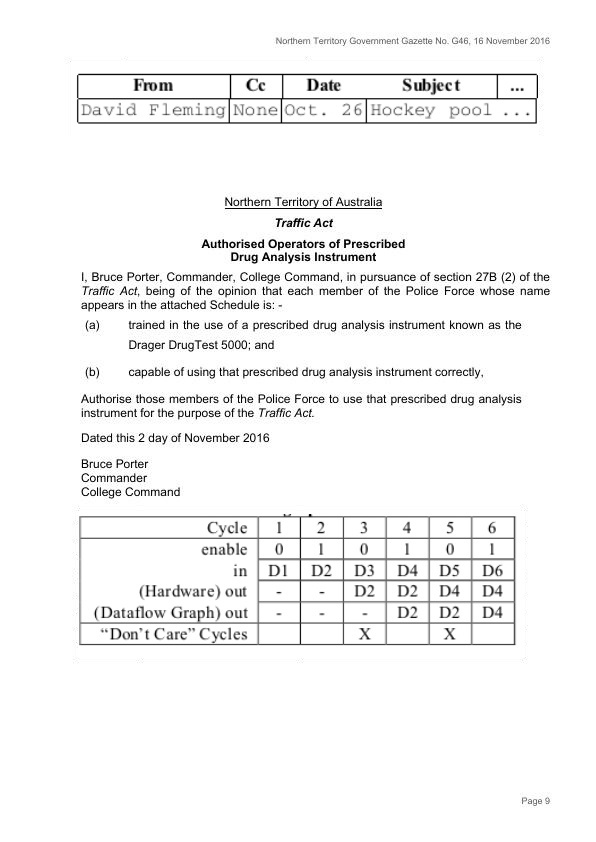 Northern Territory Government Gazette No. G46, 16 November 2016
From Cc Date Subject ...
David Fleming None Oct. 26 Hockey pool ...
Northern Territory of Australia
Traffic Act
Authorised Operators of Prescribed
Drug Analysis Instrument
I, Bruce Porter, Commander, College Command, in pursuance of section 27B (2) of the
Traffic Act, being of the opinion that each member of the Police Force whose name
appears in the attached Schedule is: -
(a) trained in the use of a prescribed drug analysis instrument known as the
Drager DrugTest 5000; and
(b) capable of using that prescribed drug analysis instrument correctly,
Authorise those members of the Police Force to use that prescribed drug analysis
instrument for the purpose of the Traffic Act.
Dated this 2 day of November 2016
Bruce Porter
Commander
College Command
Cycle 1 2 3 4 5 6
enable 0 1 0 1 0 1
in D1 D2 D3 D4 D5 D6
(Hardware) out - - D2 D2 D4 D4
(Dataflow Graph) out - - - D2 D2 D4
“Don’t Care” Cycles X X
Page 9